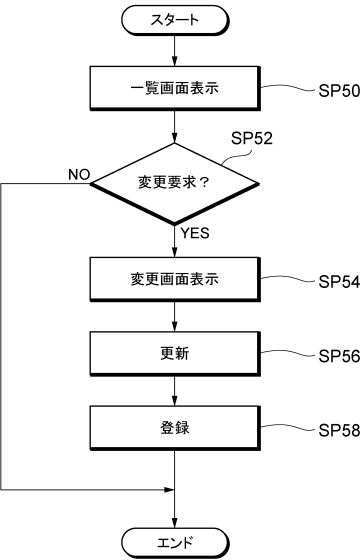 スタート
一覧画面表示
SP50
SP52
変更要求？
NO
YES
変更画面表示
SP54
更新
SP56
登録
SP58
エンド